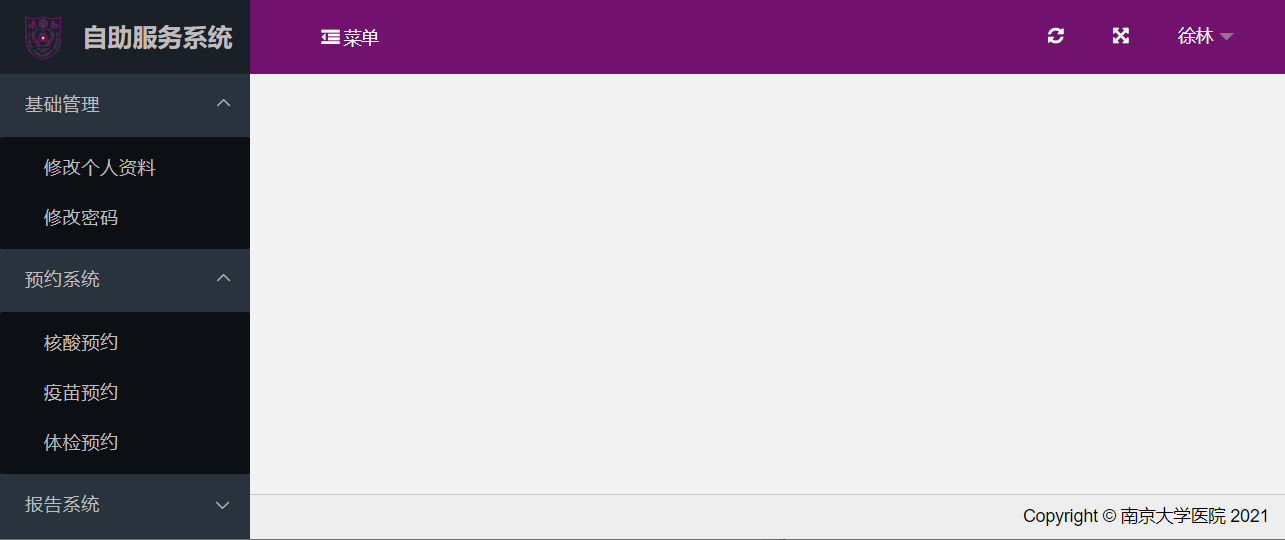 自助服务系统
菜单
徐林
基础管理
修改个人资料
修改密码
预约系统
核酸预约
疫苗预约
体检预约
报告系统
Copyright © 南京大学医院 2021